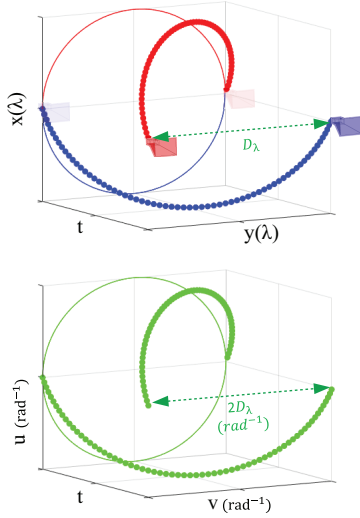 x(λ)
D_λ
t
y(λ)
u (rad⁻¹)
2D_λ
(rad⁻¹)
t
v (rad⁻¹)